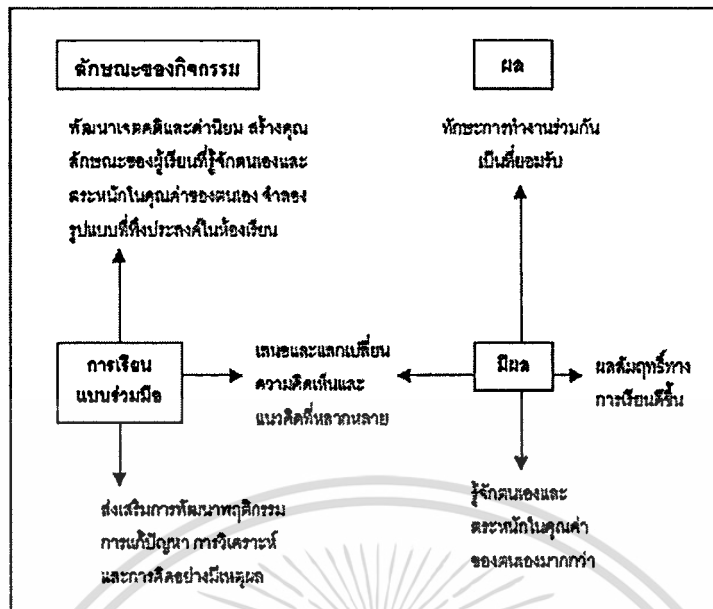 ลักษณะของกิจกรรม
ผล
พัฒนาเจตคติและค่านิยม สร้างคุณ
ลักษณะของผู้เรียนที่รู้จักตนเองและ
ตระหนักในคุณค่าของตนเอง จำลอง
รูปแบบที่พึงประสงค์ในห้องเรียน
ทักษะการทำงานร่วมกัน
เป็นที่ยอมรับ
การเรียน
แบบร่วมมือ
เสนอและแลกเปลี่ยน
ความคิดเห็นและ
แนวคิดที่หลากหลาย
มีผล
ผลสัมฤทธิ์ทาง
การเรียนดีขึ้น
ส่งเสริมการพัฒนาพฤติกรรม
การแก้ปัญหา การวิเคราะห์
และการคิดอย่างมีเหตุผล
รู้จักตนเองและ
ตระหนักในคุณค่า
ของตนเองมากกว่า